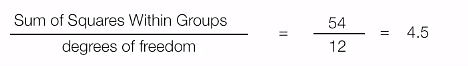 Sum of Squares Within Groups
degrees of freedom
= 54
12 = 4.5